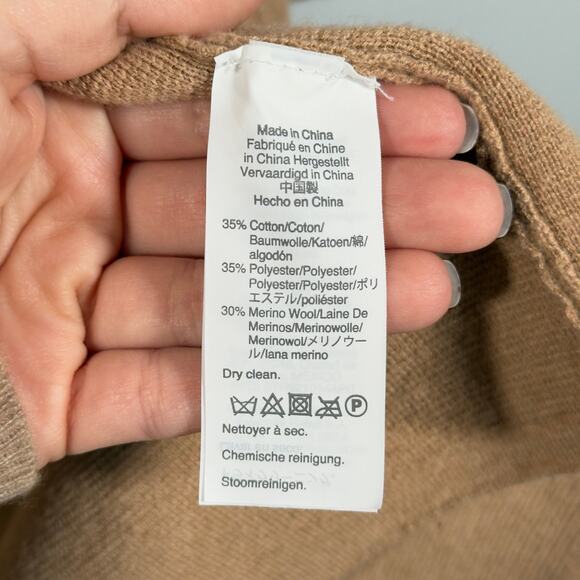 Made in China
Fabriqué en Chine
in China Hergestellt
Vervaardigd in China
中国製
Hecho en China
35% Cotton/Coton/
Baumwolle/Katoen/綿/
algodón
35% Polyester/Polyester/
Polyester/Polyester/ポリ
エステル/poliéster
30% Merino Wool/Laine De
Merinos/Merinowolle/
Merinowol/メリノウー
ル/lana merino
Dry clean.
P
Nettoyer à sec.
Chemische reinigung.
Stoomreinigen.